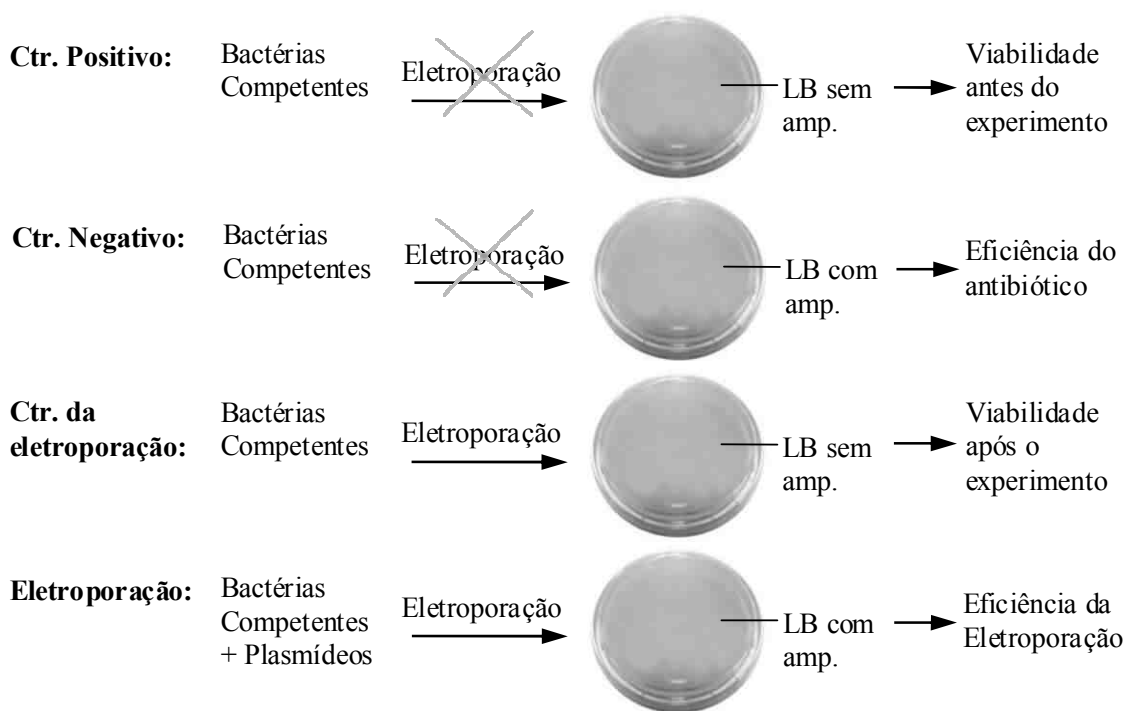 Ctr. Positivo:
Bactérias
Competentes
Eletroporação
LB sem
amp.
Viabilidade
antes do
experimento
Ctr. Negativo:
Bactérias
Competentes
Eletroporação
LB com
amp.
Eficiência do
antibiótico
Ctr. da
eletroporação:
Bactérias
Competentes
Eletroporação
LB sem
amp.
Viabilidade
após o
experimento
Eletroporação:
Bactérias
Competentes
+ Plasmídeos
Eletroporação
LB com
amp.
Eficiência da
Eletroporação